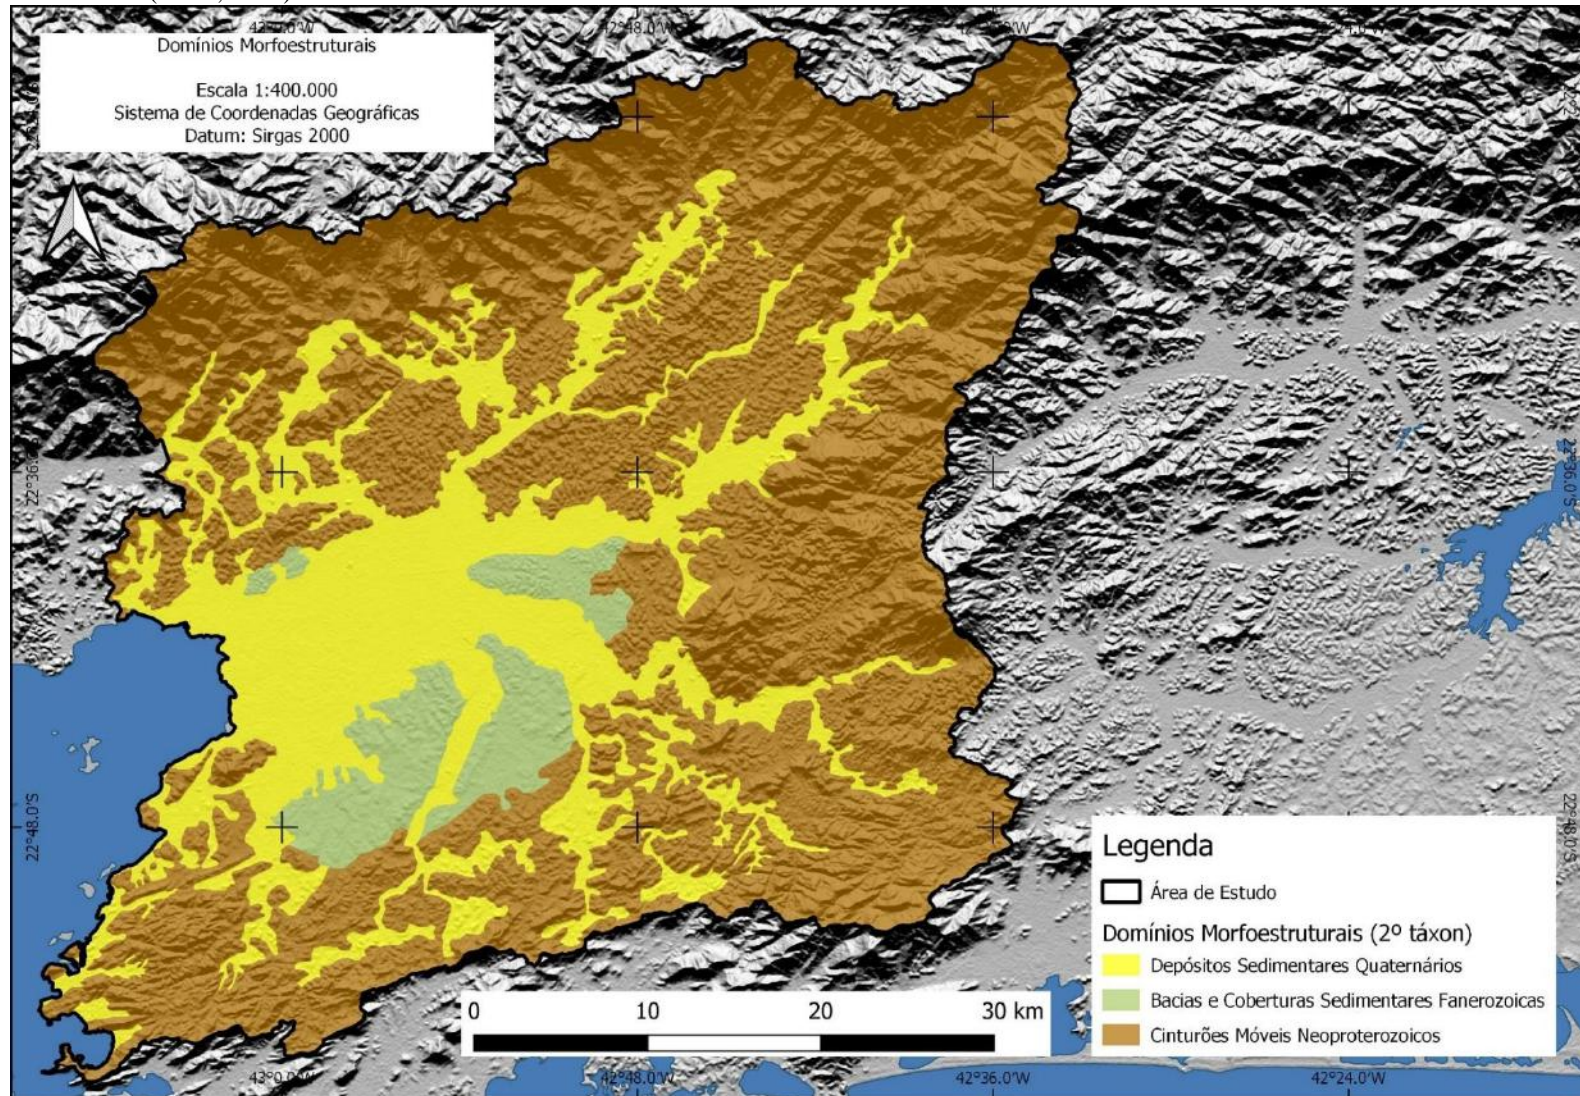 Domínios Morfoestruturais
Escala 1:400.000
Sistema de Coordenadas Geográficas
Datum: Sirgas 2000
42°48.0'W
22°36.0'S
22°48.0'S
22°48.0'S
Legenda
Área de Estudo
Domínios Morfoestruturais (2º táxon)
Depósitos Sedimentares Quaternários
Bacias e Coberturas Sedimentares Fanerozoicas
Cinturões Móveis Neoproterozoicos
0 10 20 30 km
43°0.0'W
42°48.0'W
42°36.0'W
42°24.0'W